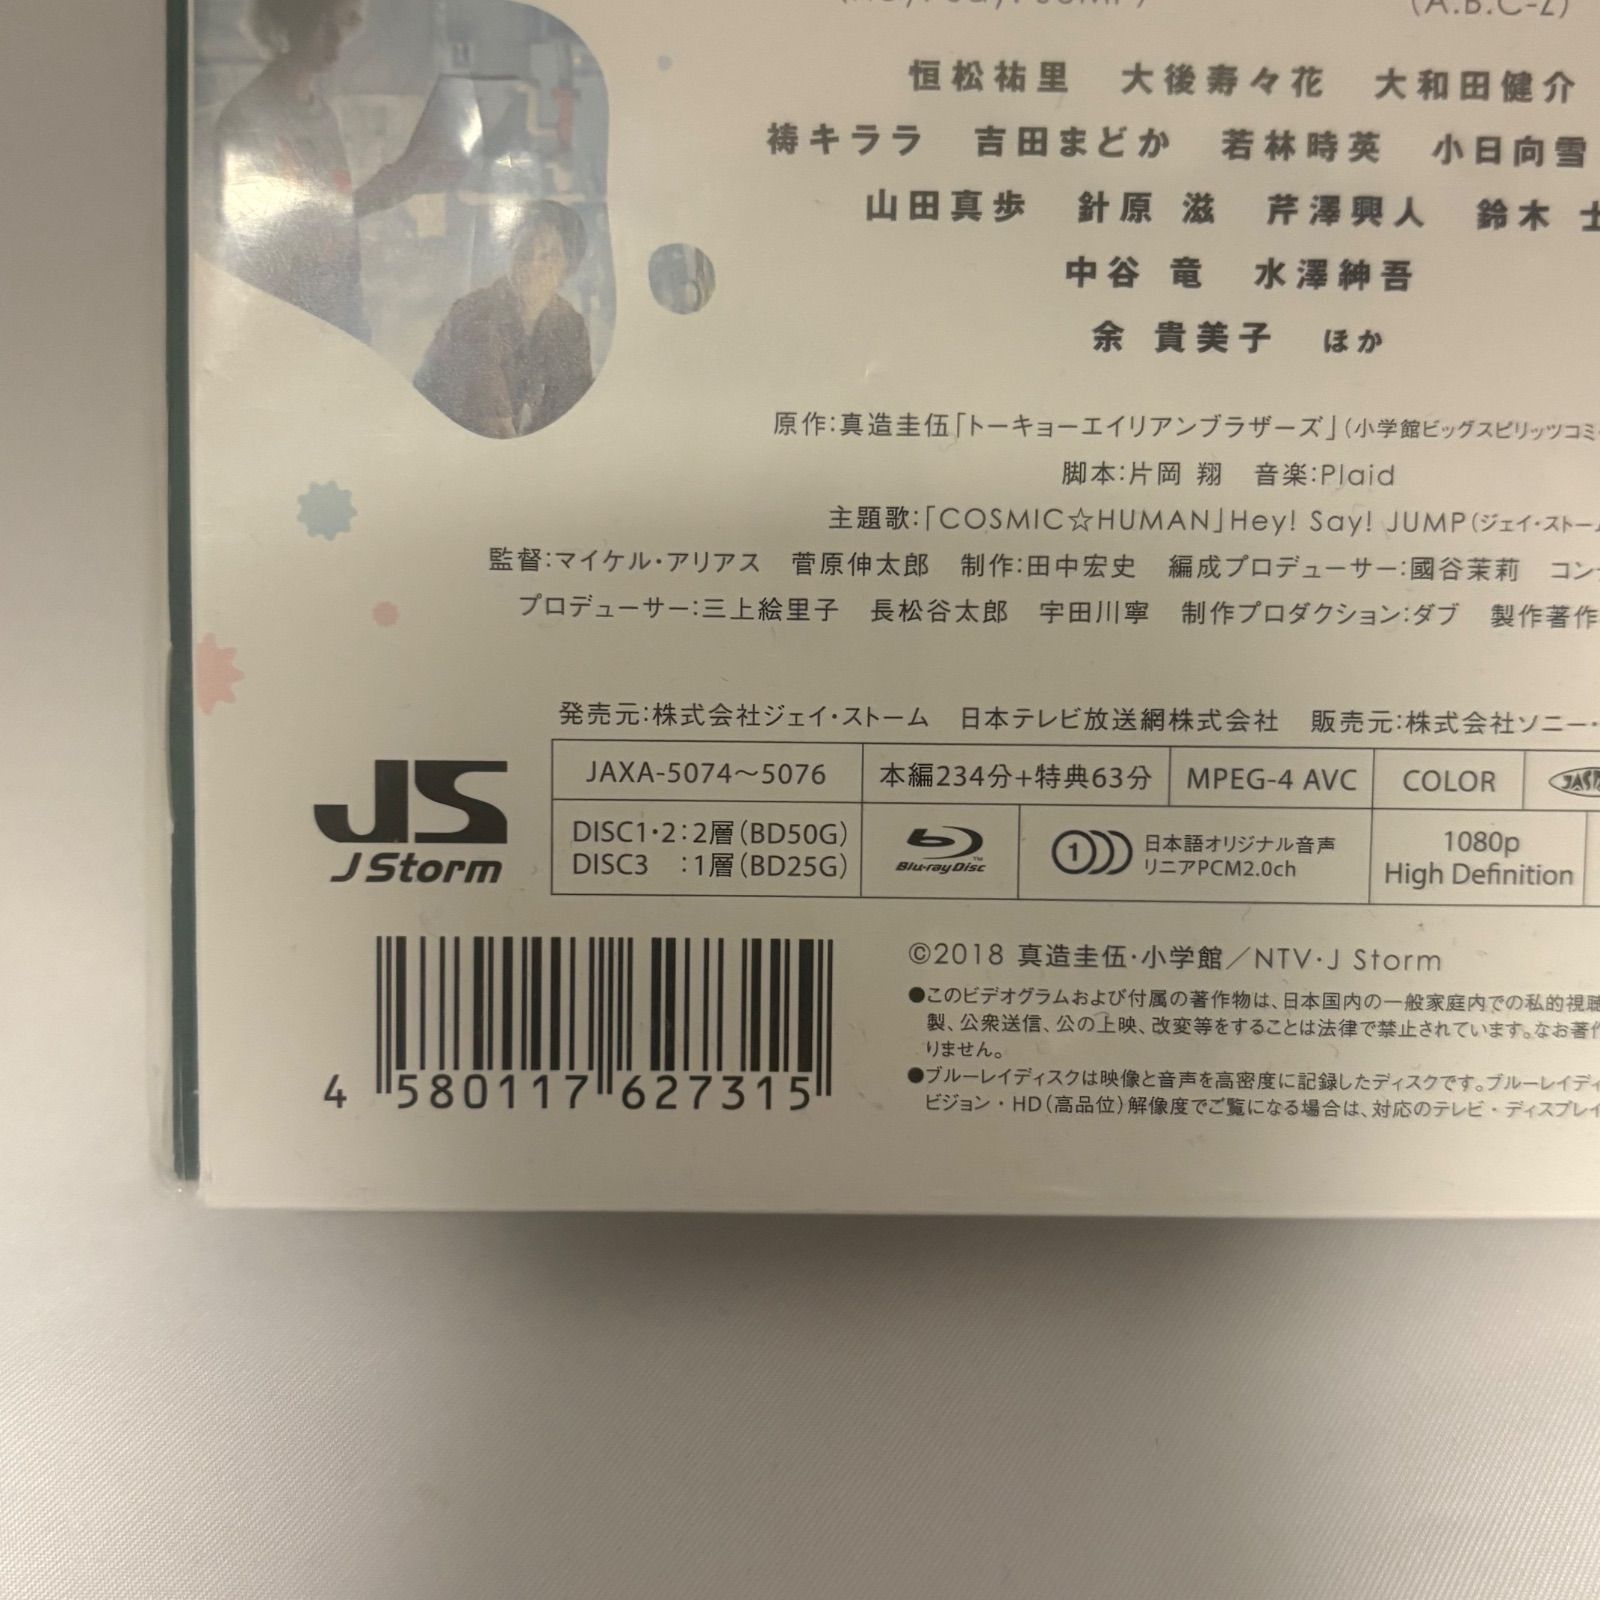 (A.B.C-Z)
恒松祐里 大後寿々花 大和田健介
祷キララ 吉田まどか 若林時英 小日向雪
山田真歩 針原 滋 芹澤興人 鈴木
中谷 竜 水澤紳吾
余 貴美子 ほか
原作:真造圭伍「トーキョーエイリアンブラザーズ」(小学館ビッグスピリッツコミ
脚本:片岡 翔 音楽:Plaid
主題歌:「COSMIC☆HUMAN」Hey! Say! JUMP(ジェイ・ストーム
監督:マイケル・アリアス 菅原伸太郎 制作:田中宏史 編成プロデューサー:國谷茉莉 コン
プロデューサー:三上絵里子 長松谷太郎 宇田川寧 制作プロダクション:ダブ 製作著作
発売元:株式会社ジェイ・ストーム 日本テレビ放送網株式会社 販売元:株式会社ソニー・
JAXA-5074〜5076 本編234分+特典63分 MPEG-4 AVC COLOR
DISC1・2:2層(BD50G)
DISC3 :1層(BD25G)
Blu-ray Disc™
1
日本語オリジナル音声
リニアPCM2.0ch
1080p
High Definition
JS
J Storm
4 580117 627315
©2018 真造圭伍・小学館/NTV・J Storm
●このビデオグラムおよび付属の著作物は、日本国内の一般家庭内での私的視聴
製、公衆送信、公の上映、改変等をすることは法律で禁止されています。なお著作
りません。
●ブルーレイディスクは映像と音声を高密度に記録したディスクです。ブルーレイディ
ビジョン・HD(高品位)解像度でご覧になる場合は、対応のテレビ・ディスプレイ